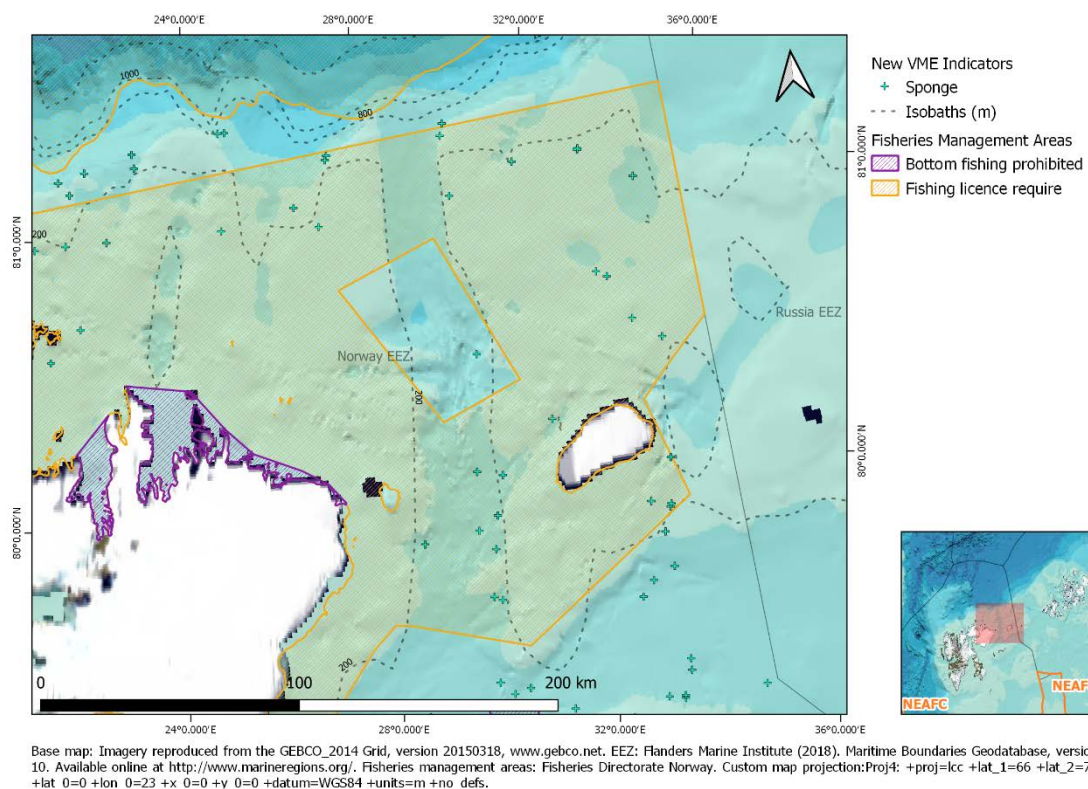 24°0.000'E 28°0.000'E 32°0.000'E 36°0.000'E
New VME Indicators
Sponge
Isobaths (m)
Fisheries Management Areas
Bottom fishing prohibited
Fishing licence require
1000
800
81°0.000'N
81°0.000'N
200
Russia EEZ
Norway EEZ
200
80°0.000'N
80°0.000'N
200
0 100 200 km
NEAFC
NEAF
24°0.000'E 28°0.000'E 32°0.000'E 36°0.000'E
Base map: Imagery reproduced from the GEBCO_2014 Grid, version 20150318, www.gebco.net. EEZ: Flanders Marine Institute (2018). Maritime Boundaries Geodatabase, versic
10. Available online at http://www.marineregions.org/. Fisheries management areas: Fisheries Directorate Norway. Custom map projection:Proj4: +proj=lcc +lat_1=66 +lat_2=7
+lat_0=0 +lon_0=23 +x_0=0 +y_0=0 +datum=WGS84 +units=m +no_defs.